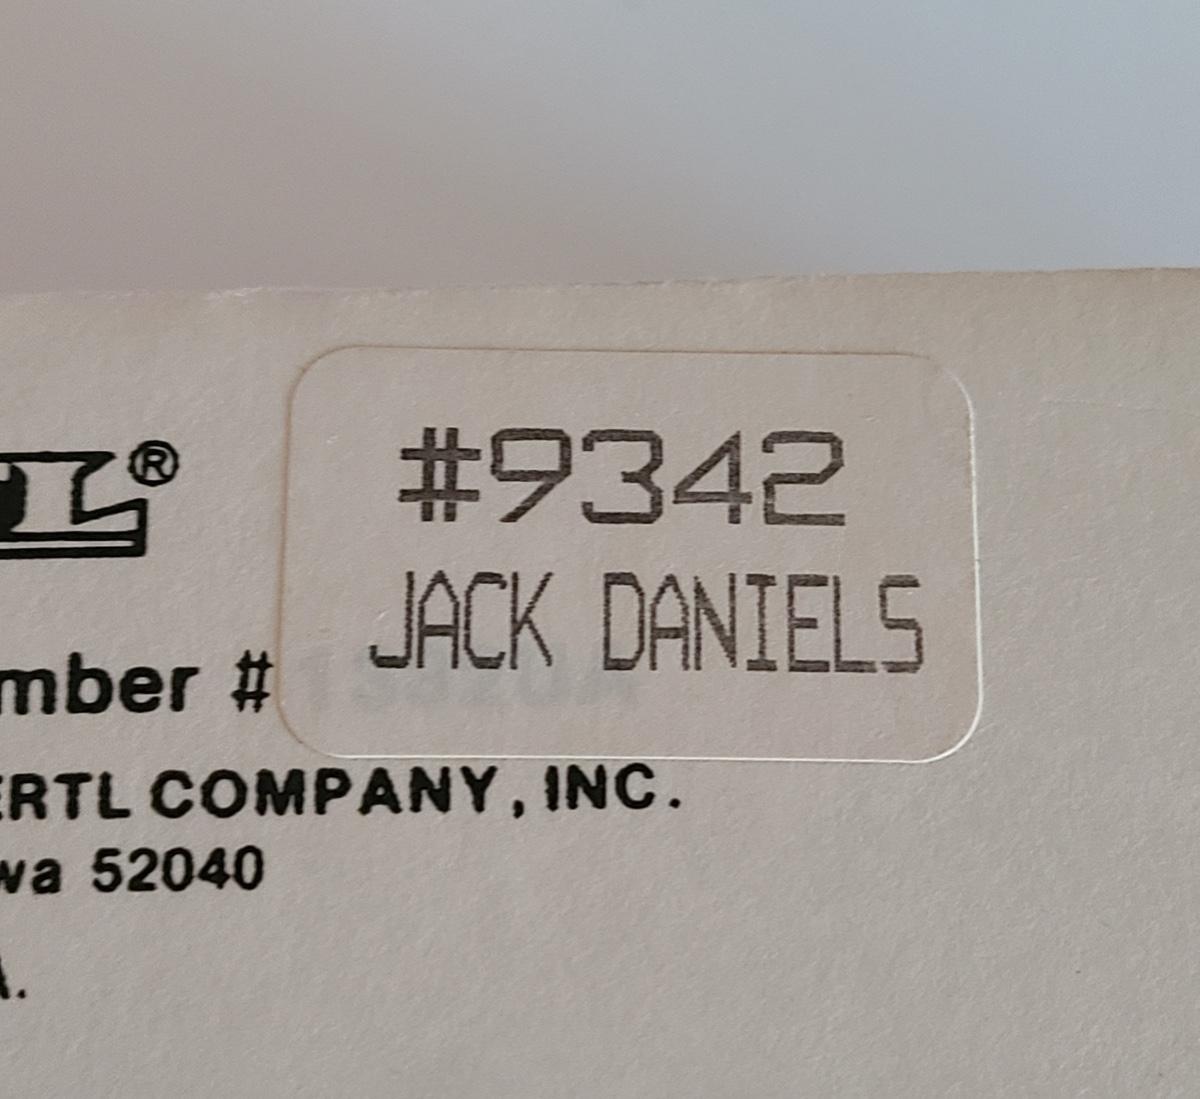 L®
#9342
JACK DANIELS
mber #
ERTL COMPANY, INC.
wa 52040
A.